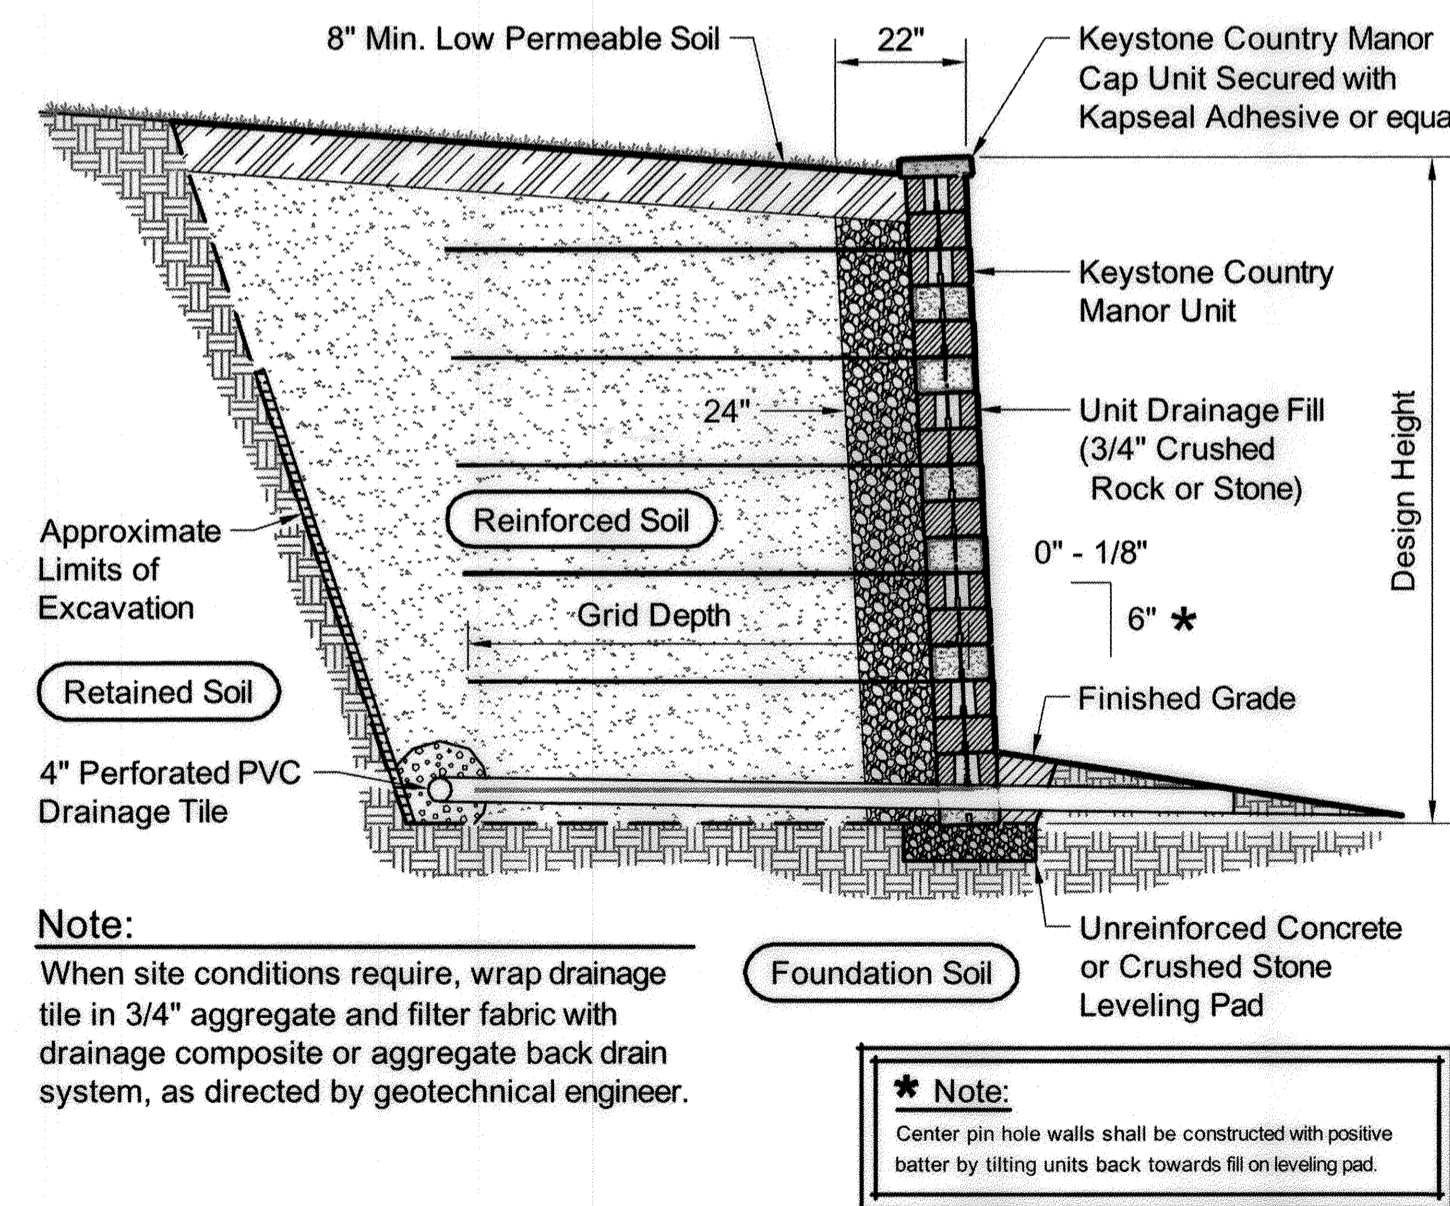 8" Min. Low Permeable Soil
22"
Keystone Country Manor
Cap Unit Secured with
Kapseal Adhesive or equa
Keystone Country
Manor Unit
24"
Unit Drainage Fill
(3/4" Crushed
Rock or Stone)
Design Height
Reinforced Soil
Approximate
Limits of
Excavation
0" - 1/8"
6" *
Grid Depth
Retained Soil
Finished Grade
4" Perforated PVC
Drainage Tile
Note:
When site conditions require, wrap drainage
tile in 3/4" aggregate and filter fabric with
drainage composite or aggregate back drain
system, as directed by geotechnical engineer.
Foundation Soil
Unreinforced Concrete
or Crushed Stone
Leveling Pad
* Note:
Center pin hole walls shall be constructed with positive
batter by tilting units back towards fill on leveling pad.